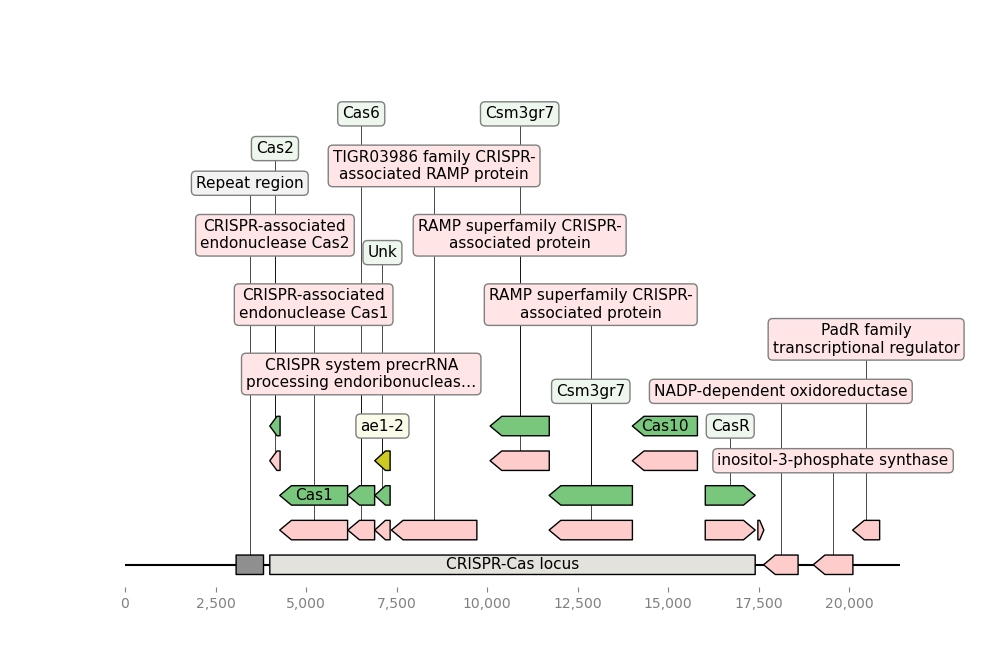 Cas6
Csm3gr7
Cas2
TIGR03986 family CRISPR-
associated RAMP protein
Repeat region
CRISPR-associated
endonuclease Cas2
RAMP superfamily CRISPR-
associated protein
Unk
CRISPR-associated
endonuclease Cas1
RAMP superfamily CRISPR-
associated protein
PadR family
transcriptional regulator
CRISPR system precrRNA
processing endoribonucleas…
Csm3gr7
NADP-dependent oxidoreductase
ae1-2
Cas10
CasR
inositol-3-phosphate synthase
Cas1
CRISPR-Cas locus
0
2,500
5,000
7,500
10,000
12,500
15,000
17,500
20,000